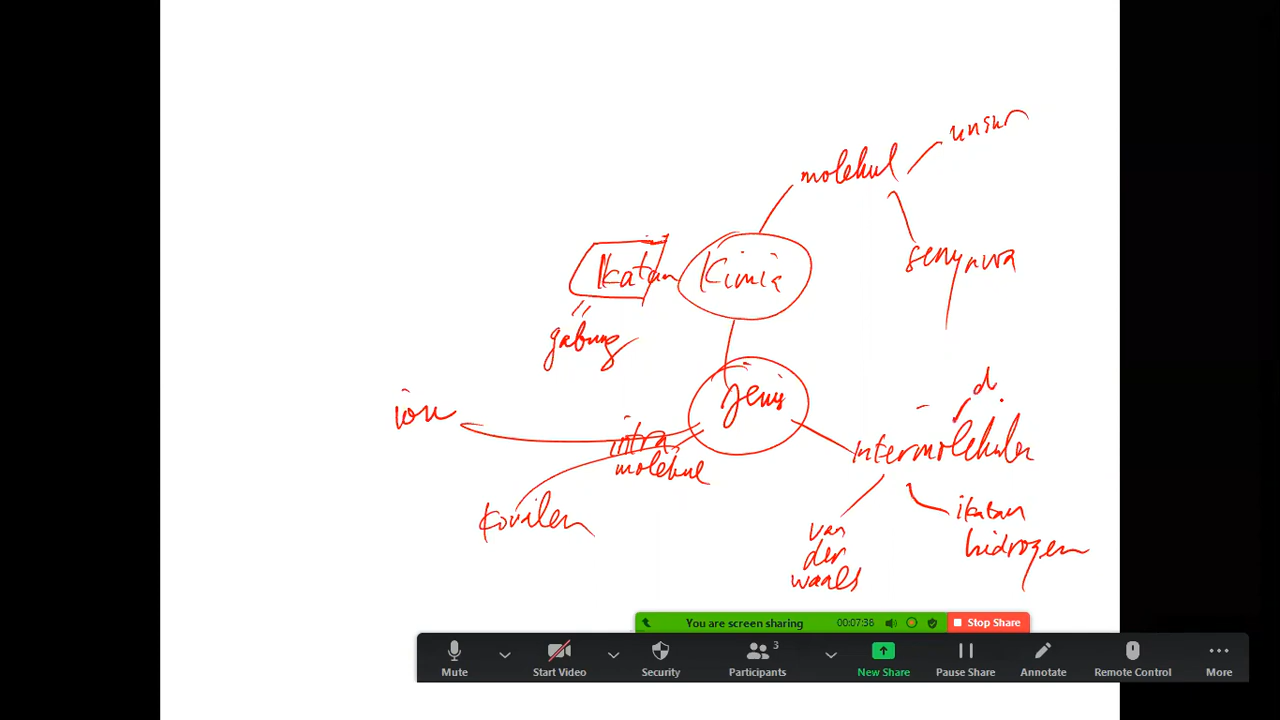 unsur
molekul
senyawa
Ikatan Kimia
gabung
Jenis
ion
intra
molekul
Kovalen
d
Intermolekuler
van
der
waals
ikatan
hidrogen
You are screen sharing 00:07:38 Stop Share
3
Mute Start Video Security Participants New Share Pause Share Annotate Remote Control More